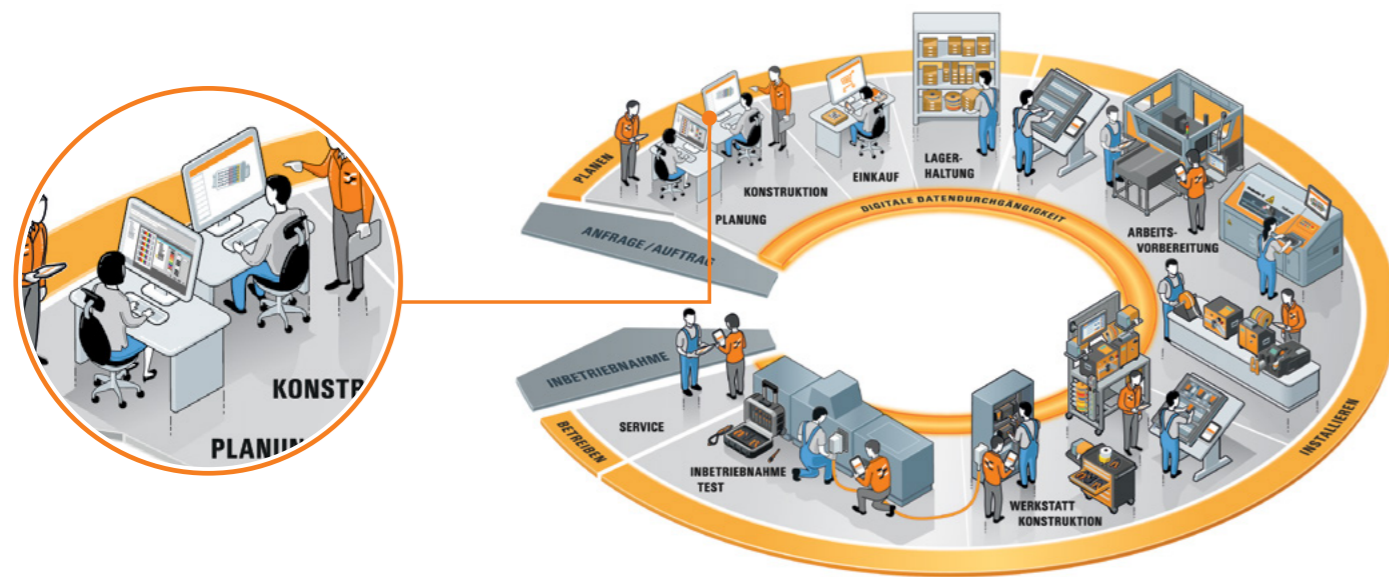 KONSTR
PLANUN
PLANEN
ANFRAGE/AUFTRAG
PLANUNG
KONSTRUKTION
EINKAUF
LAGER-
HALTUNG
DIGITALE DATENDURCHGÄNGIGKEIT
ARBEITS-
VORBEREITUNG
INSTALLIEREN
WERKSTATT
KONSTRUKTION
INBETRIEBNAHME
TEST
SERVICE
BETREIBEN
INBETRIEBNAHME